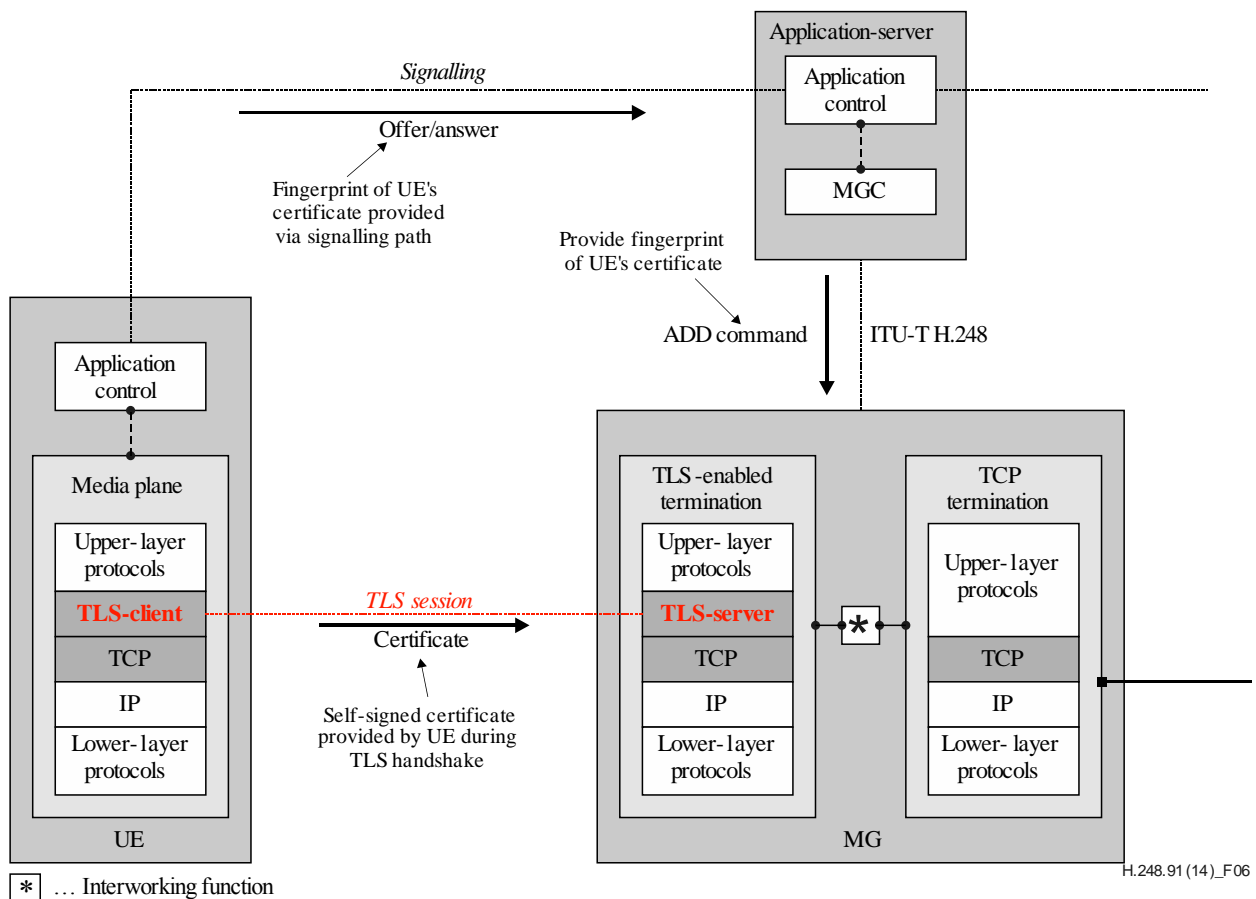 Application-server
Signalling
Application
control
Offer/answer
Fingerprint of UE's
certificate provided
via signalling path
MGC
Provide fingerprint
of UE's certificate
ADD command
ITU-T H.248
Application
control
Media plane
Upper-layer
protocols
TLS-client
TCP
IP
Lower-layer
protocols
UE
TLS session
Certificate
Self-signed certificate
provided by UE during
TLS handshake
TLS-enabled
termination
Upper-layer
protocols
TLS-server
TCP
IP
Lower-layer
protocols
*
TCP
termination
Upper-layer
protocols
TCP
IP
Lower-layer
protocols
MG
H.248.91(14)_F06
* … Interworking function